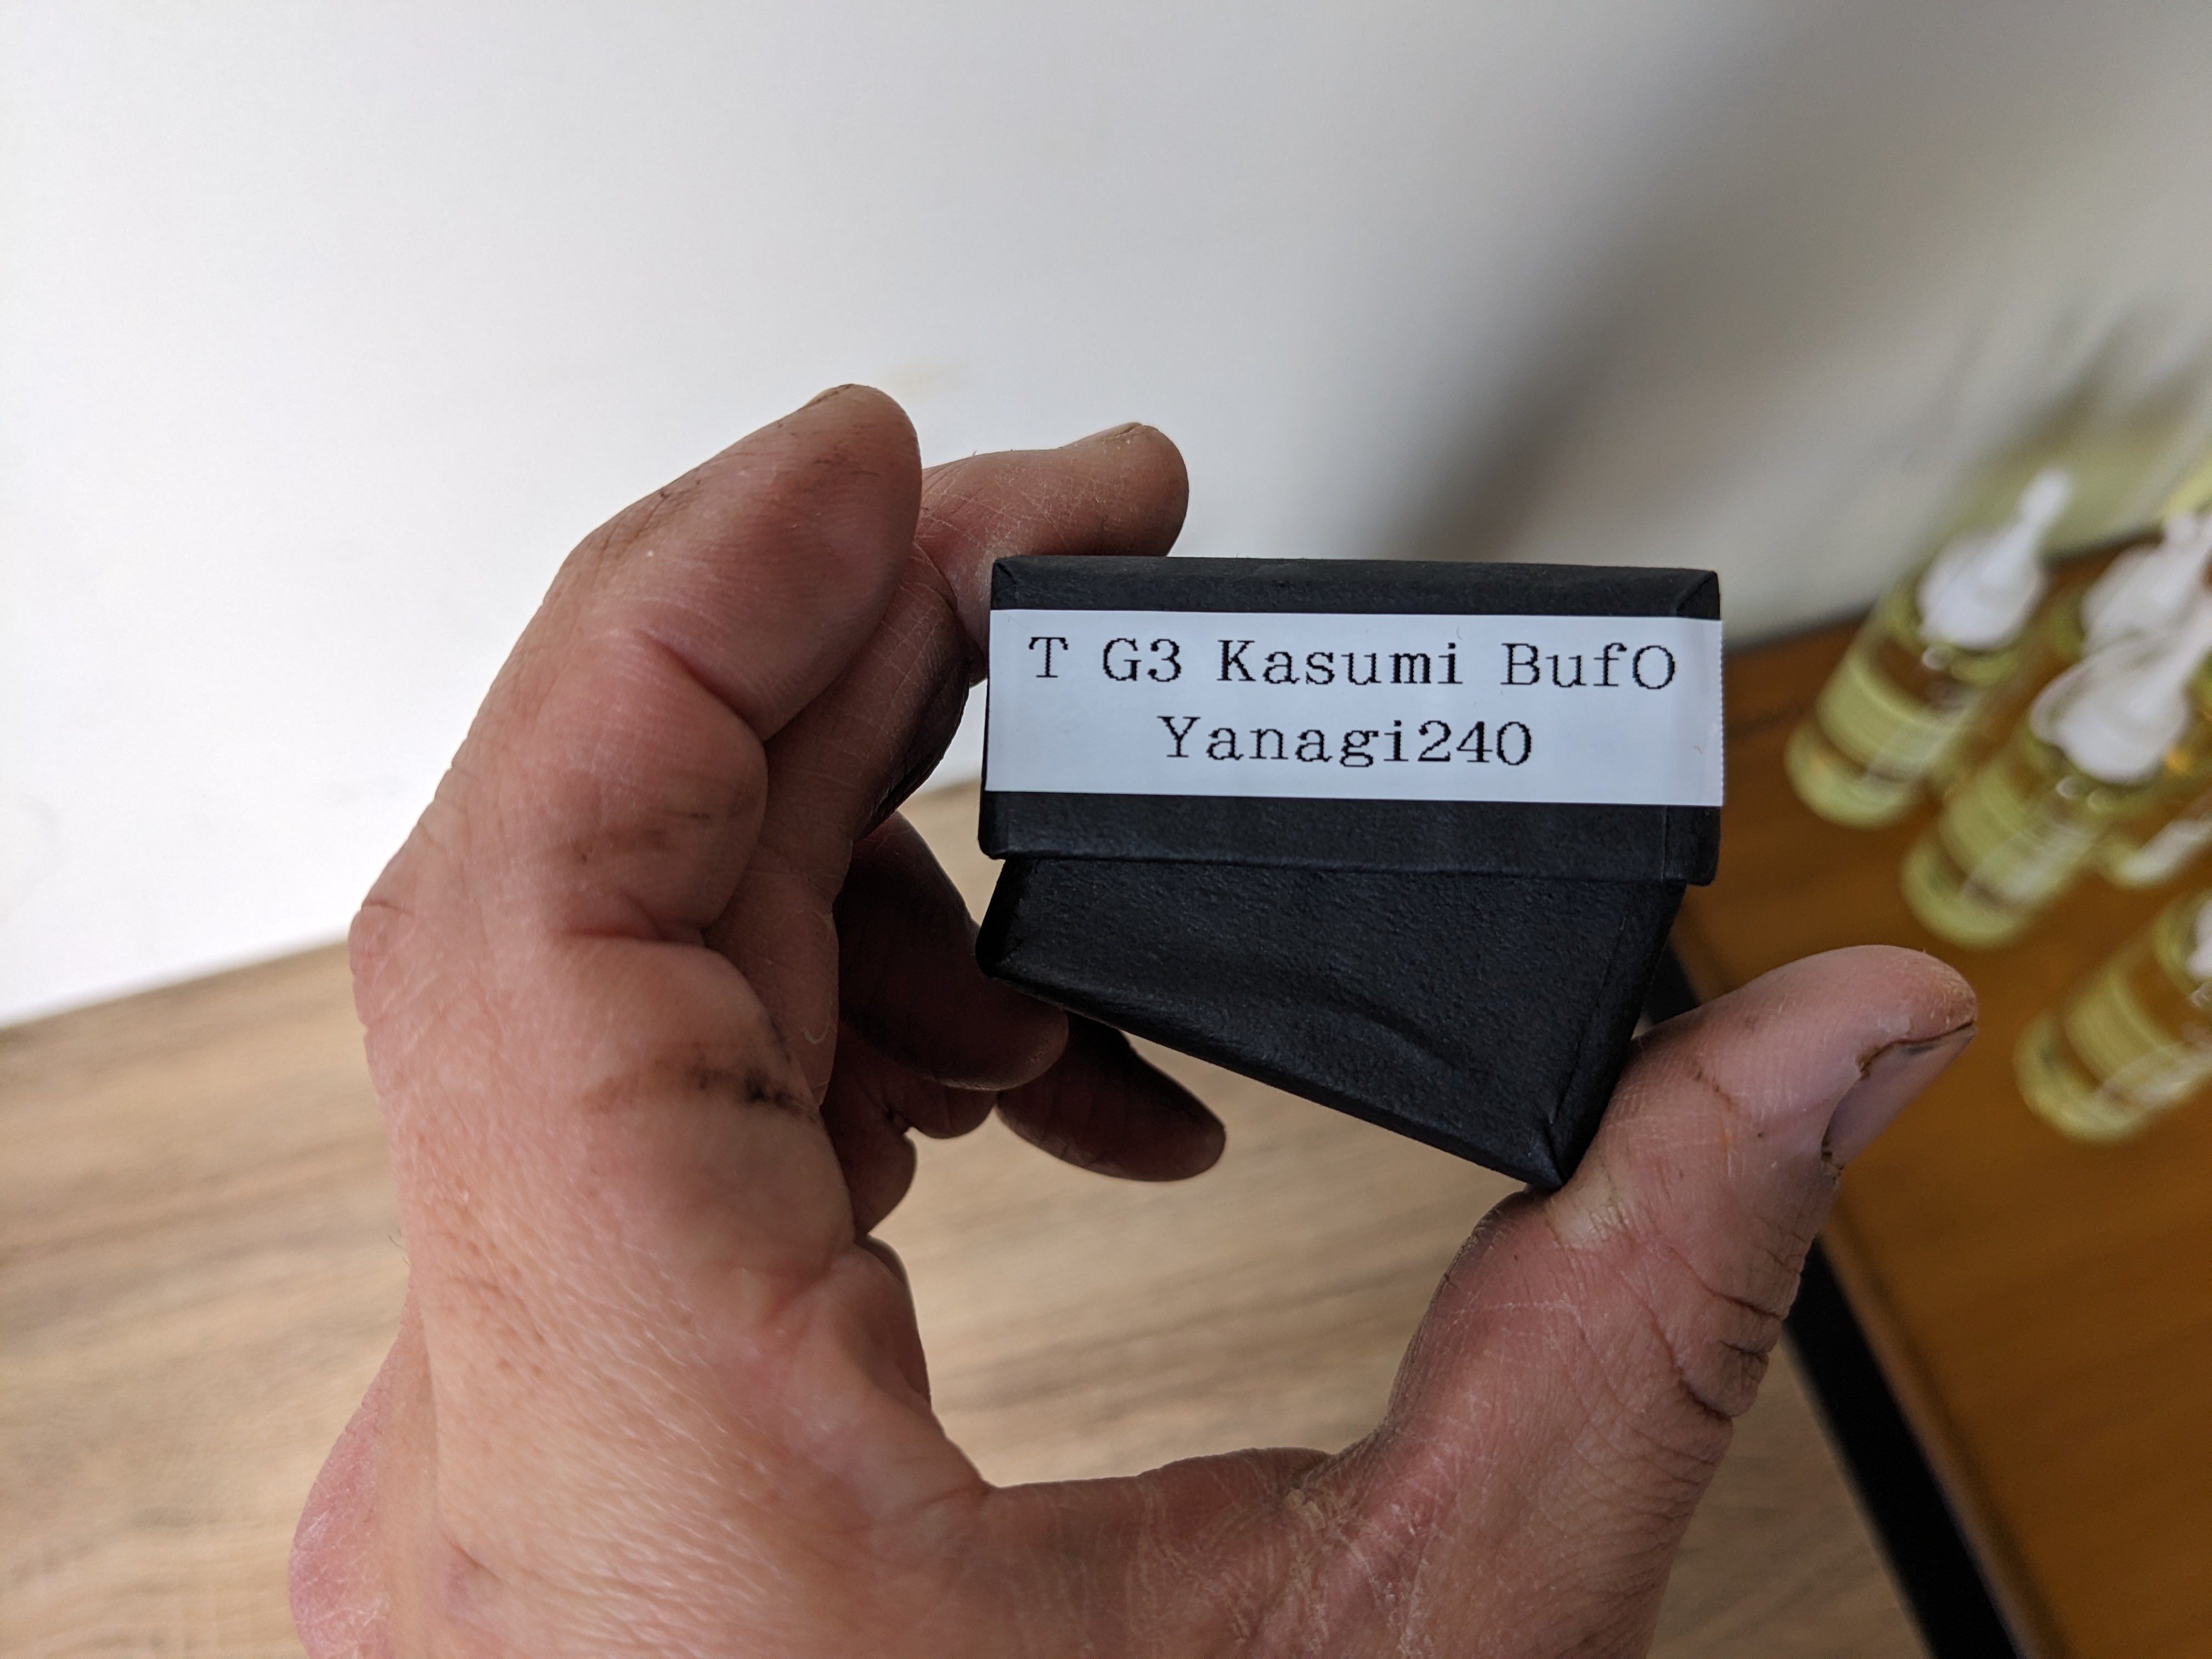 T G3 Kasumi BufO
Yanagi240